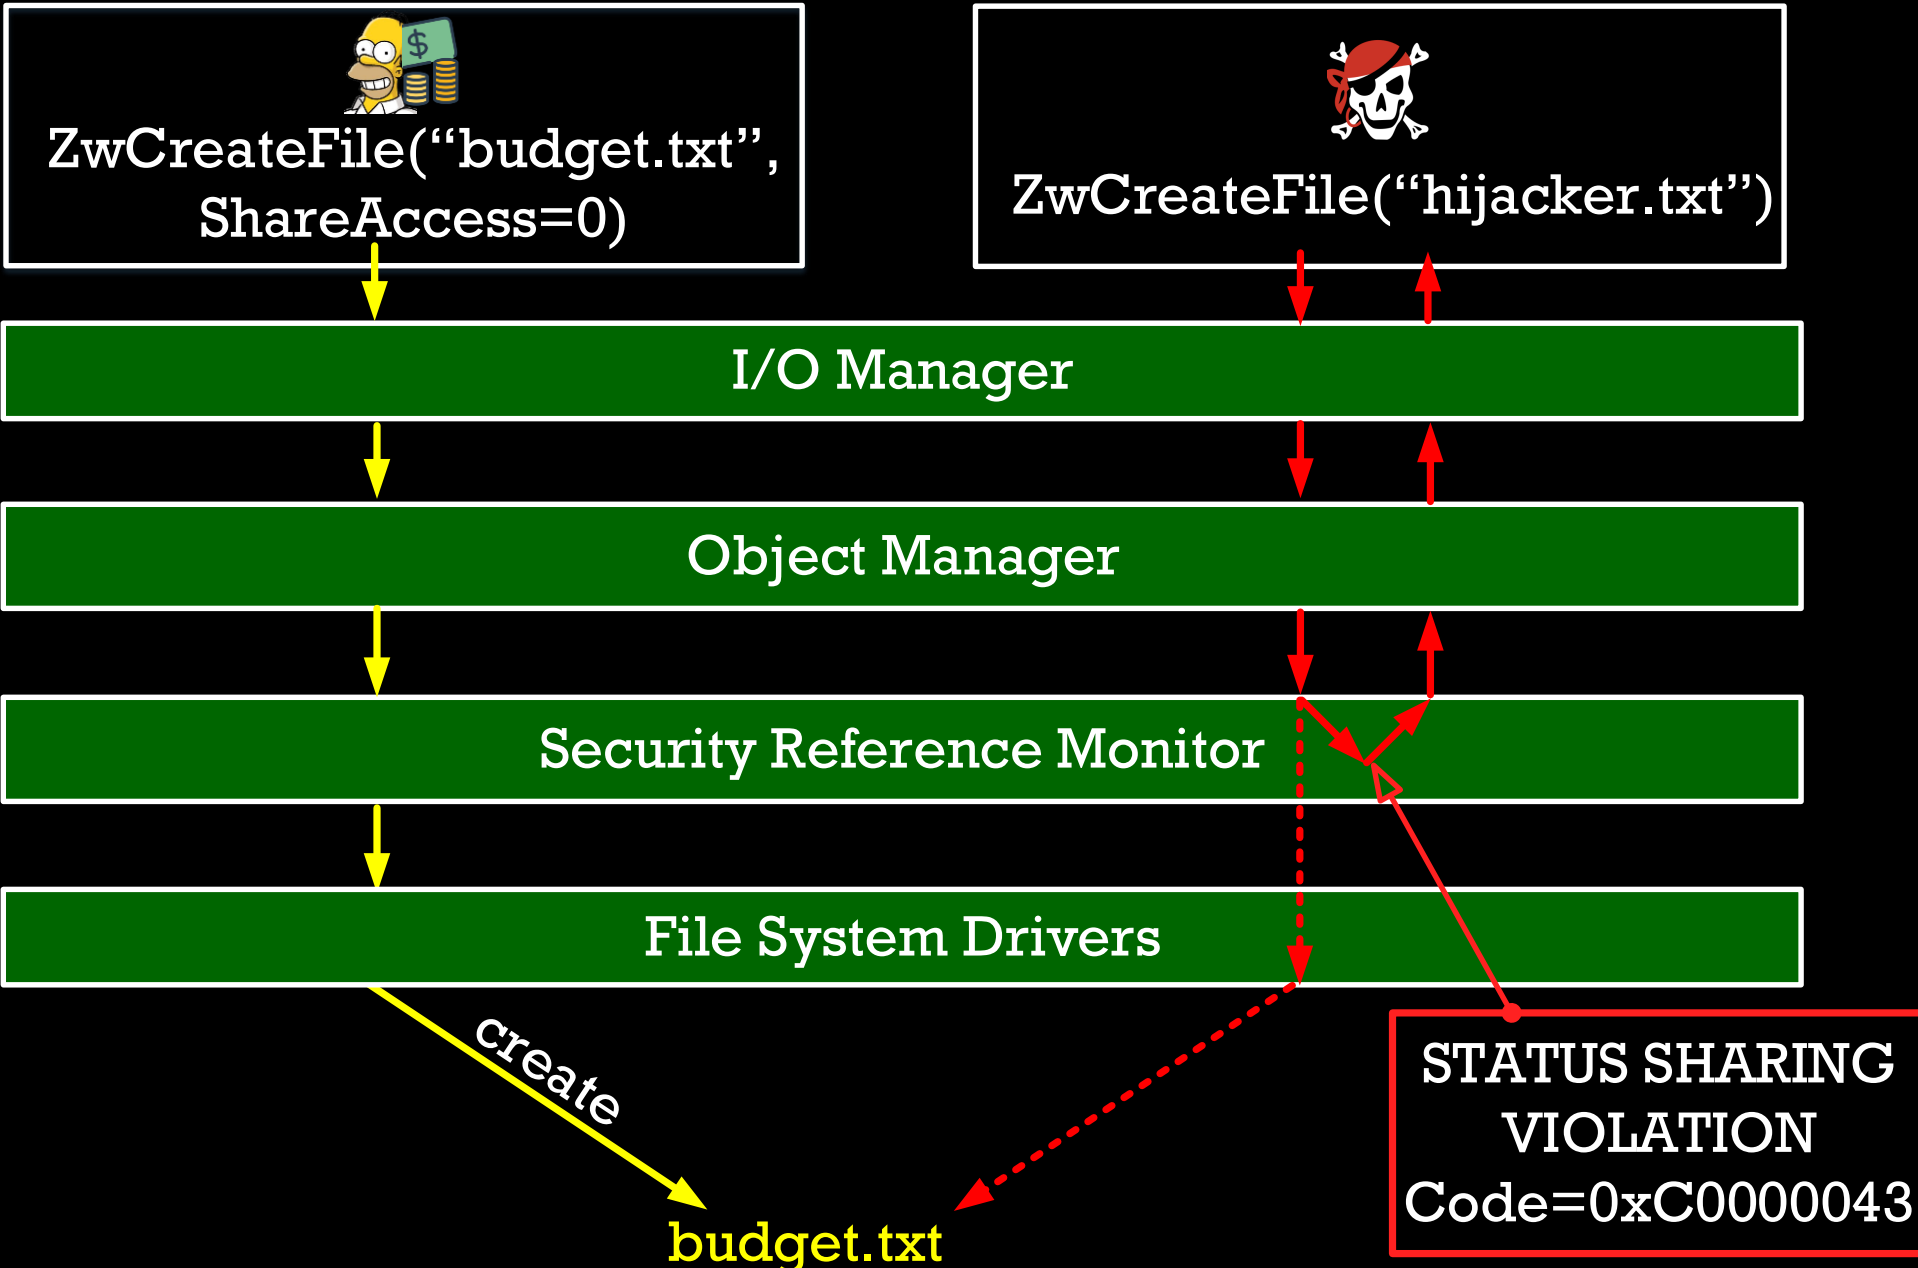 $
ZwCreateFile(“budget.txt”,
ShareAccess=0)
ZwCreateFile(“hijacker.txt”)
I/O Manager
Object Manager
Security Reference Monitor
File System Drivers
create
STATUS SHARING
VIOLATION
Code=0xC0000043
budget.txt